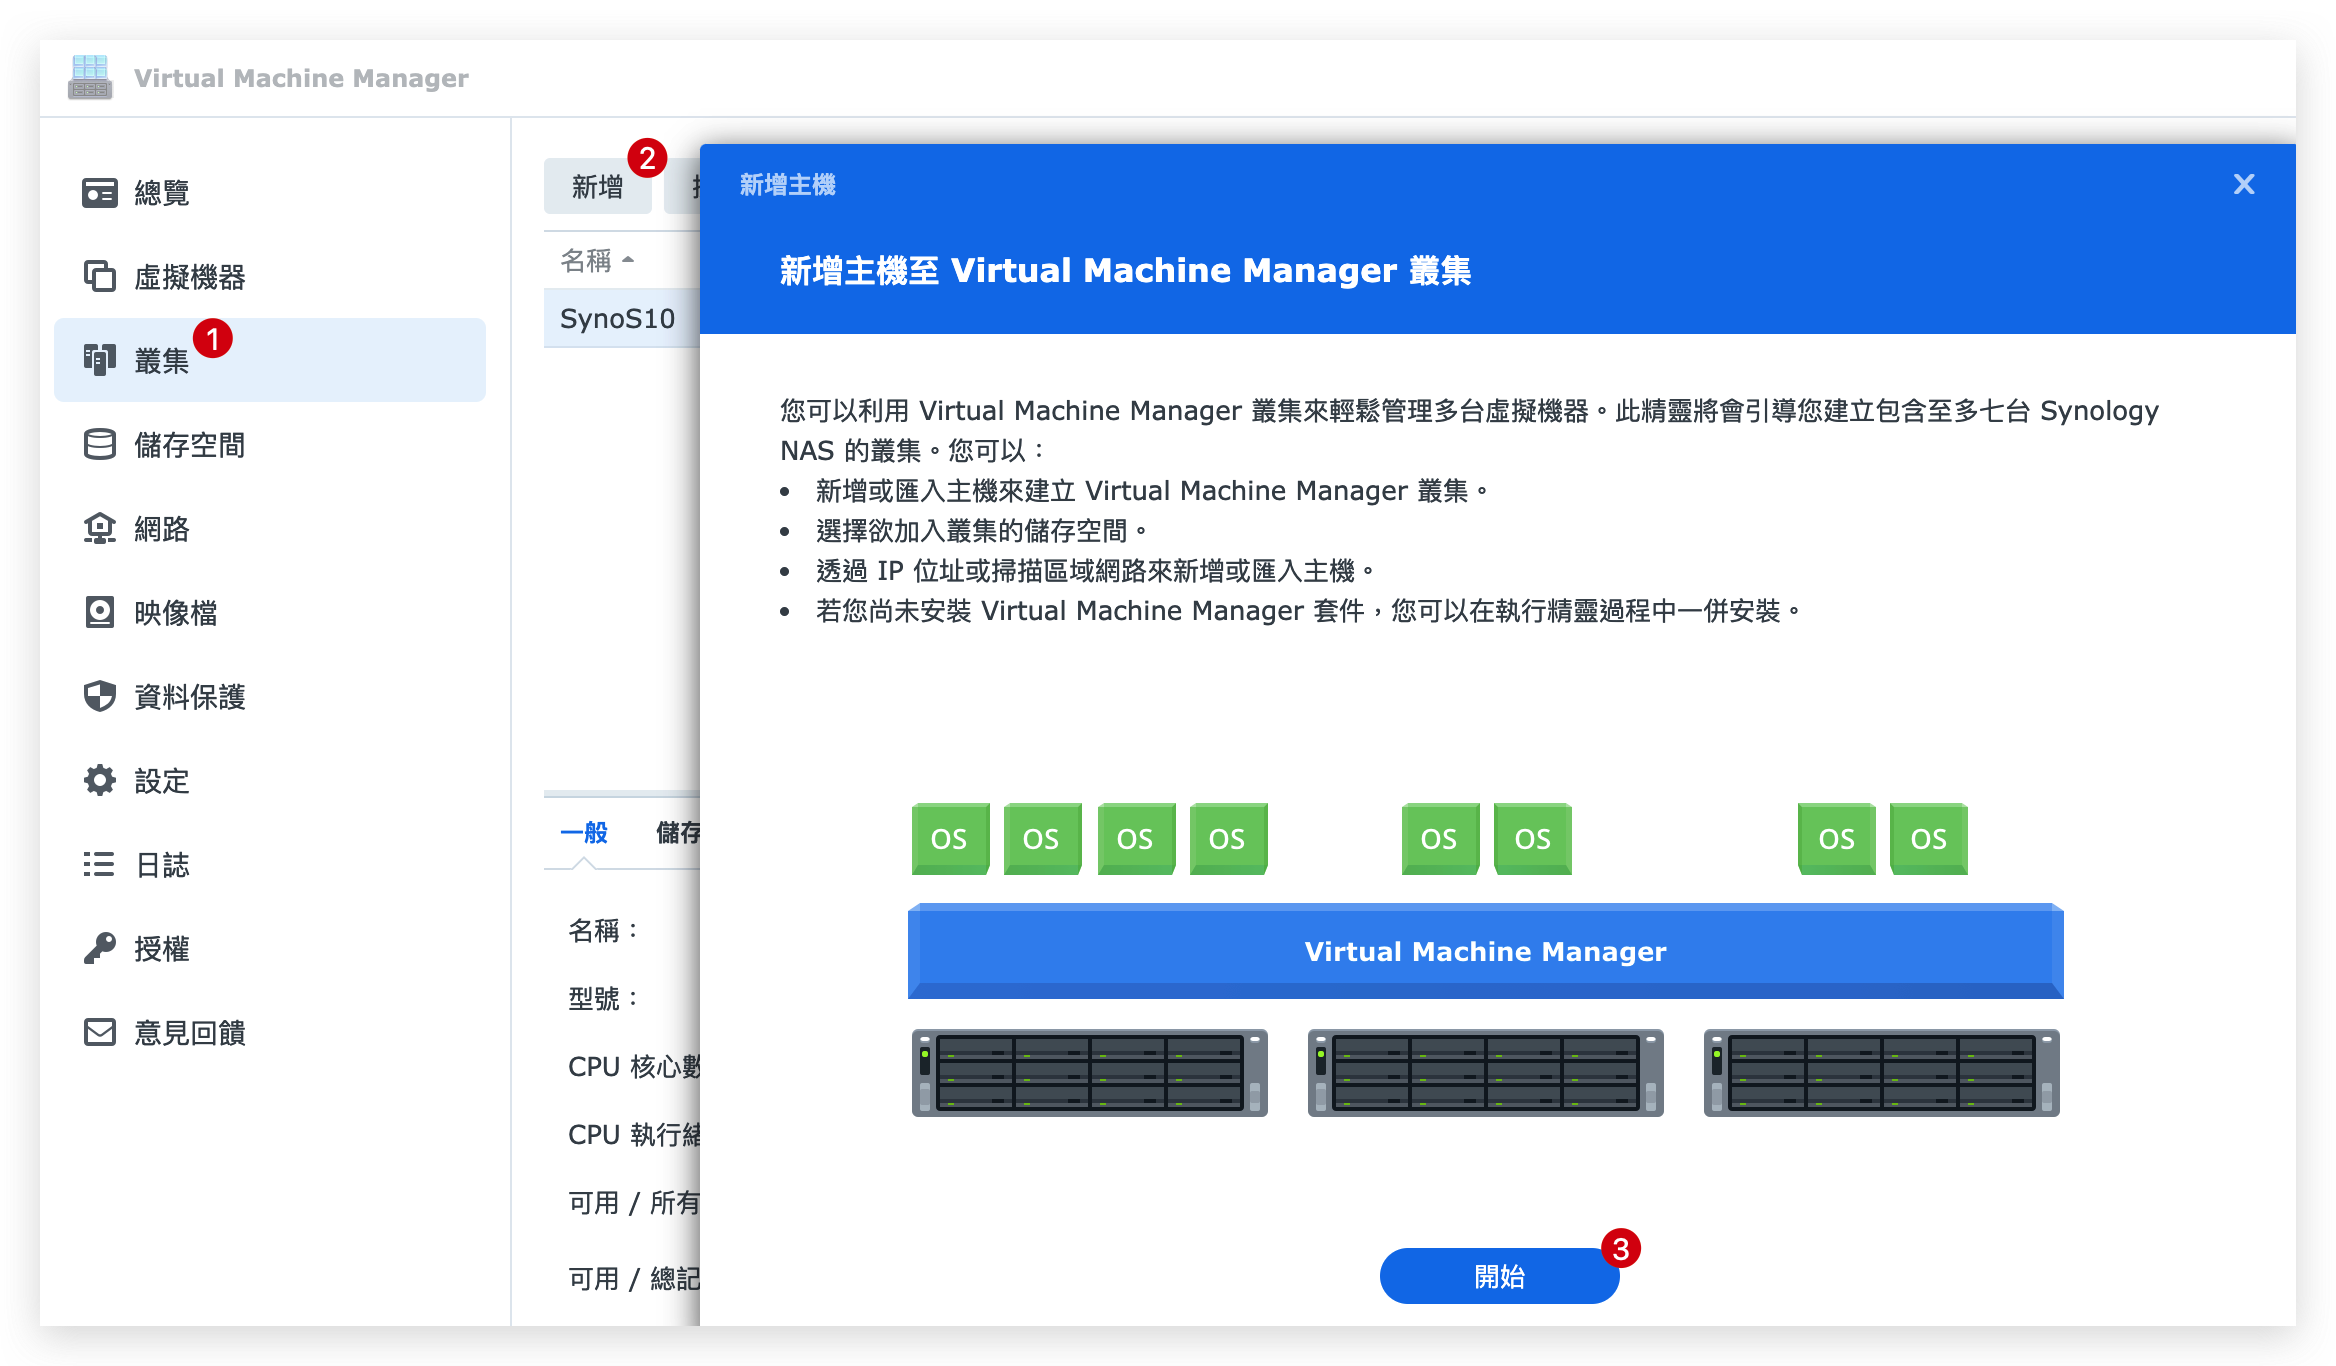 Virtual Machine Manager
總覽
虛擬機器
叢集
1
儲存空間
網路
映像檔
資料保護
設定
日誌
授權
意見回饋
新增
2
名稱
SynoS10
一般
儲存
名稱：
型號：
CPU 核心數
CPU 執行緒
可用 / 所有
可用 / 總記
新增主機
新增主機至 Virtual Machine Manager 叢集
您可以利用 Virtual Machine Manager 叢集來輕鬆管理多台虛擬機器。此精靈將會引導您建立包含至多七台 Synology
NAS 的叢集。您可以：
• 新增或匯入主機來建立 Virtual Machine Manager 叢集。
• 選擇欲加入叢集的儲存空間。
• 透過 IP 位址或掃描區域網路來新增或匯入主機。
• 若您尚未安裝 Virtual Machine Manager 套件，您可以在執行精靈過程中一併安裝。
OS OS OS OS OS OS OS OS
Virtual Machine Manager
開始
3